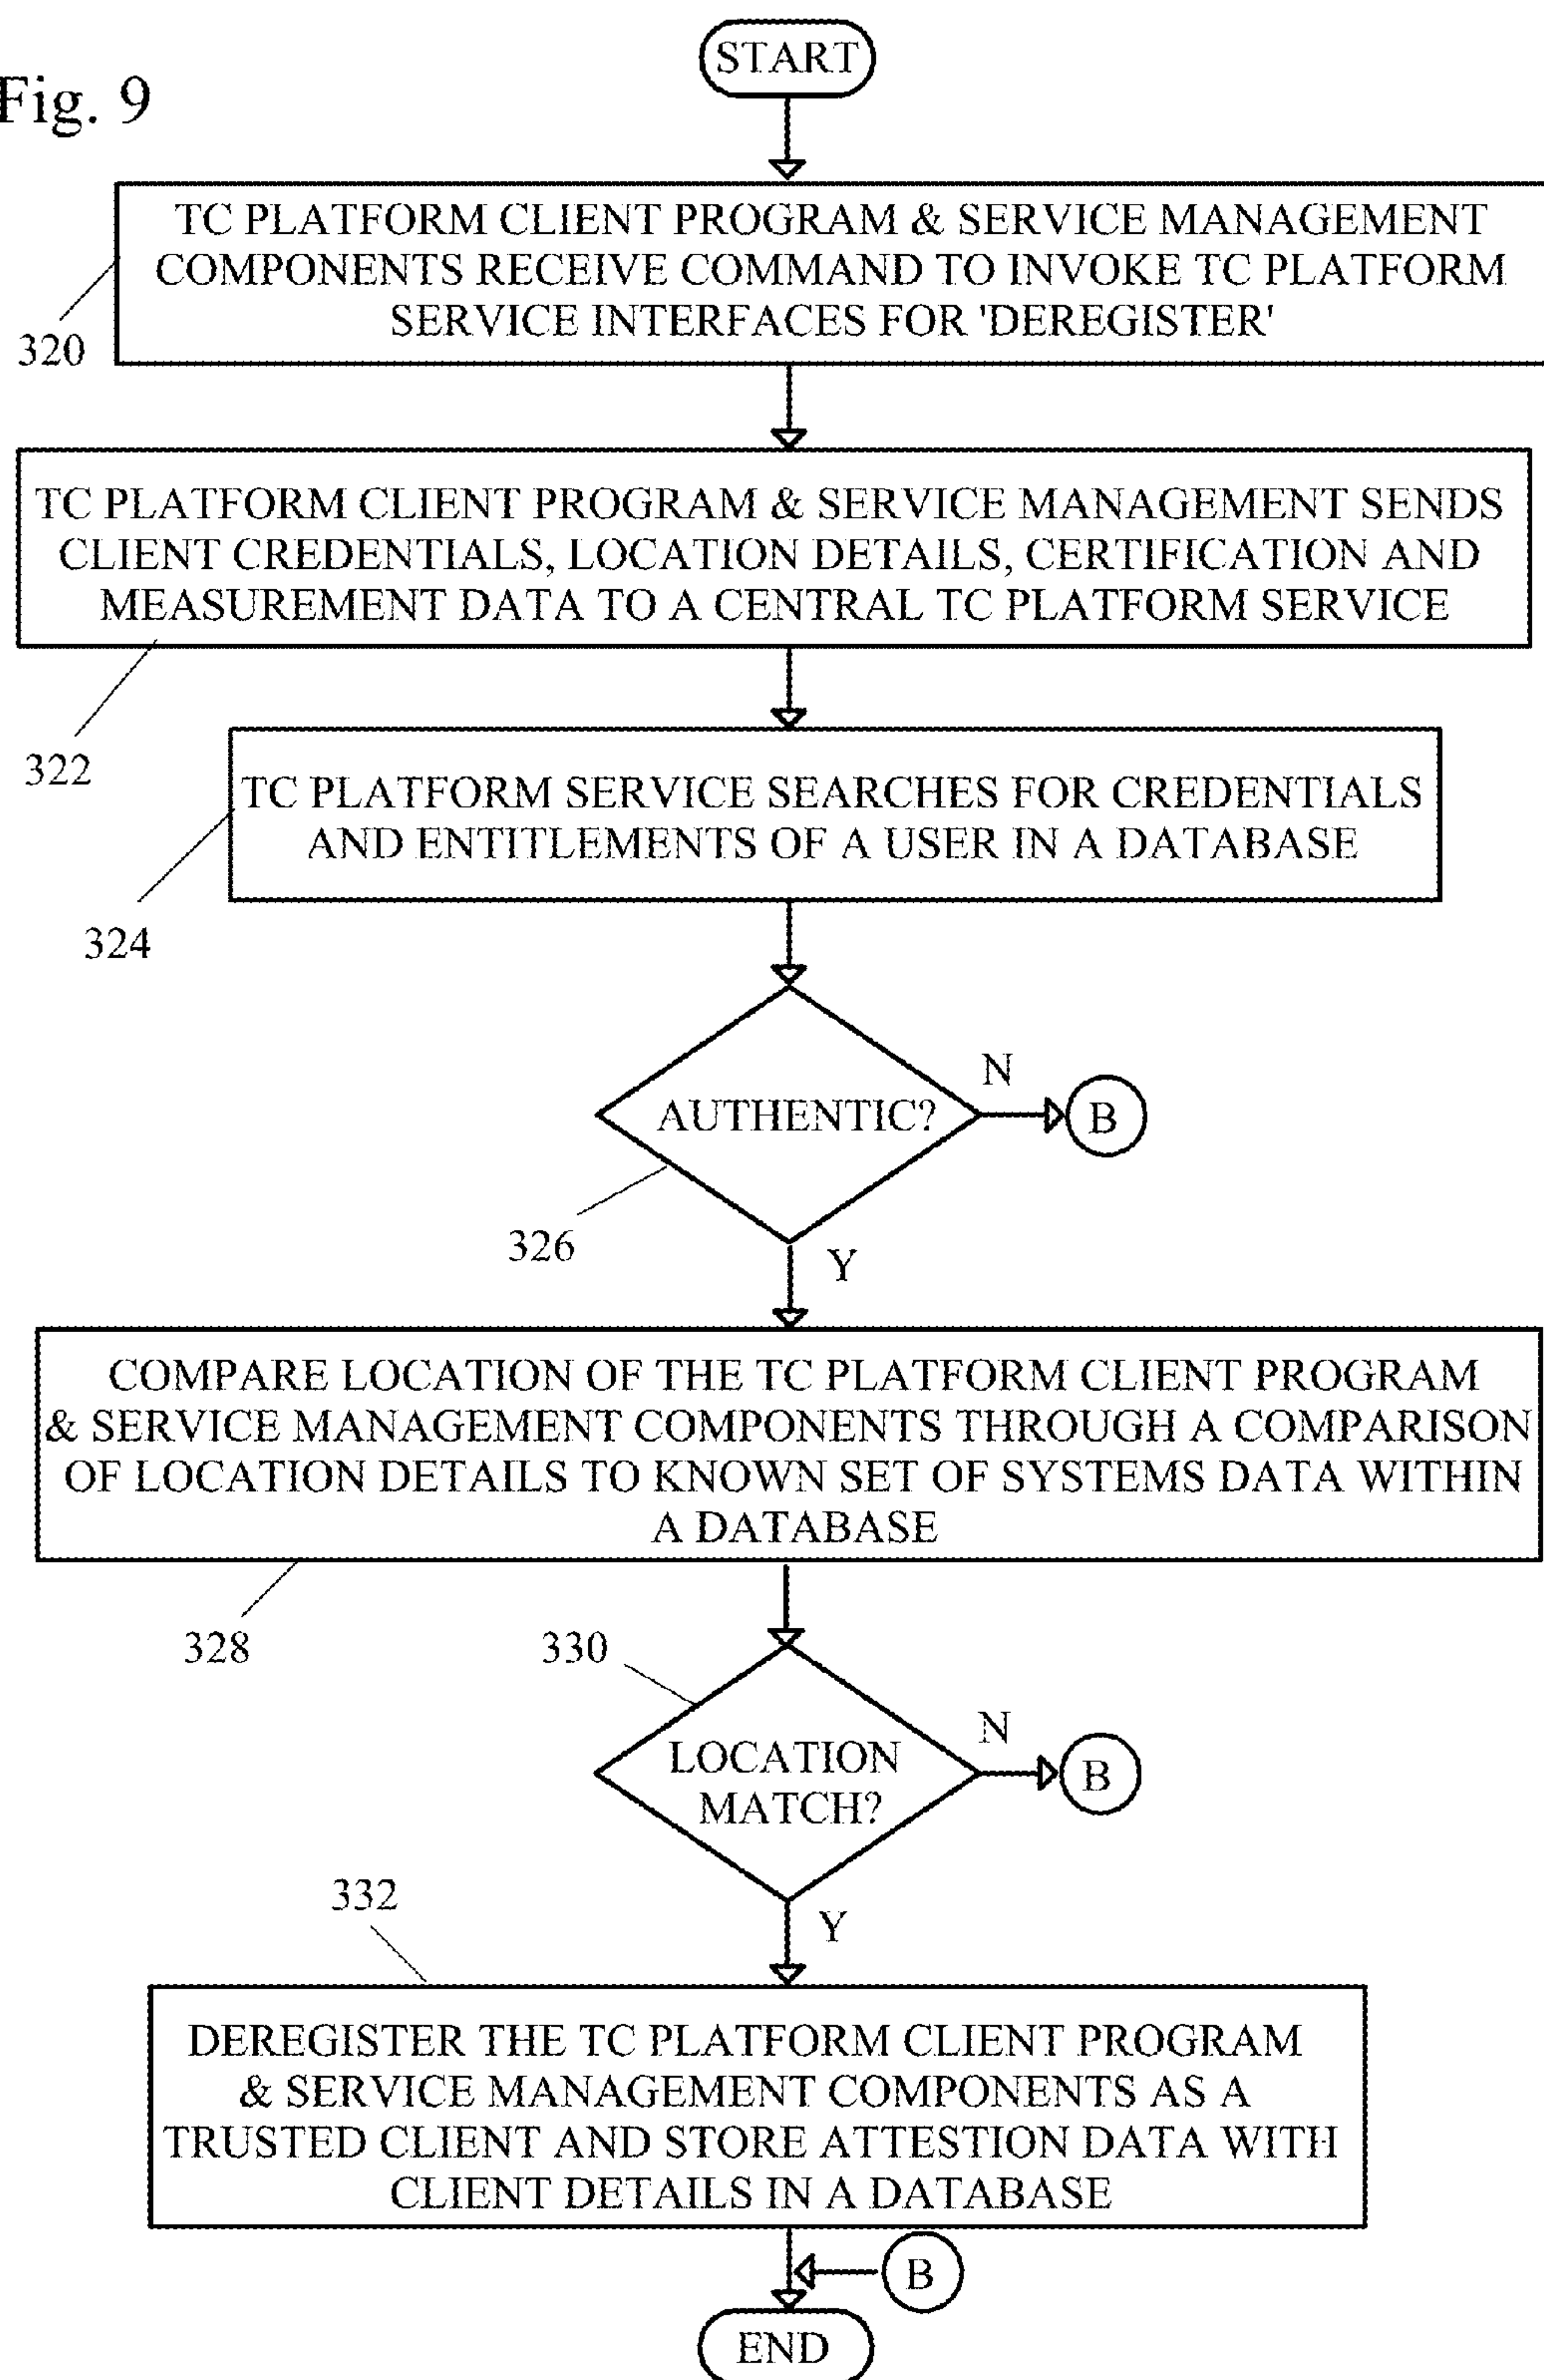 START
Fig. 9
TC PLATFORM CLIENT PROGRAM & SERVICE MANAGEMENT
COMPONENTS RECEIVE COMMAND TO INVOKE TC PLATFORM
SERVICE INTERFACES FOR 'DEREGISTER'
320
TC PLATFORM CLIENT PROGRAM & SERVICE MANAGEMENT SENDS
CLIENT CREDENTIALS, LOCATION DETAILS, CERTIFICATION AND
MEASUREMENT DATA TO A CENTRAL TC PLATFORM SERVICE
322
TC PLATFORM SERVICE SEARCHES FOR CREDENTIALS
AND ENTITLEMENTS OF A USER IN A DATABASE
324
AUTHENTIC?
N
B
326
Y
COMPARE LOCATION OF THE TC PLATFORM CLIENT PROGRAM
& SERVICE MANAGEMENT COMPONENTS THROUGH A COMPARISON
OF LOCATION DETAILS TO KNOWN SET OF SYSTEMS DATA WITHIN
A DATABASE
328
330
LOCATION
MATCH?
N
B
332
Y
DEREGISTER THE TC PLATFORM CLIENT PROGRAM
& SERVICE MANAGEMENT COMPONENTS AS A
TRUSTED CLIENT AND STORE ATTESTION DATA WITH
CLIENT DETAILS IN A DATABASE
B
END